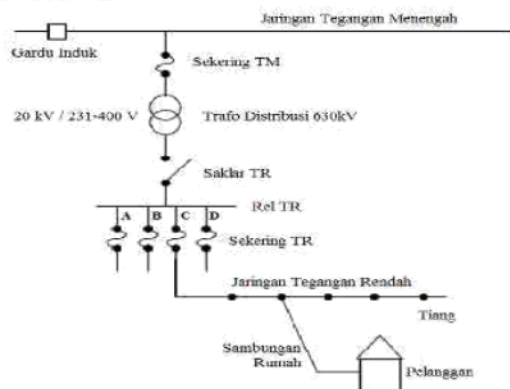 Jaringan Tegangan Menengah
Gardu Induk
Sekering TM
20 kV / 231-400 V
Trafo Distribusi 630kV
Saklar TR
Rel TR
A B C D
Sekering TR
Jaringan Tegangan Rendah
Tiang
Sambungan
Rumah
Pelanggan